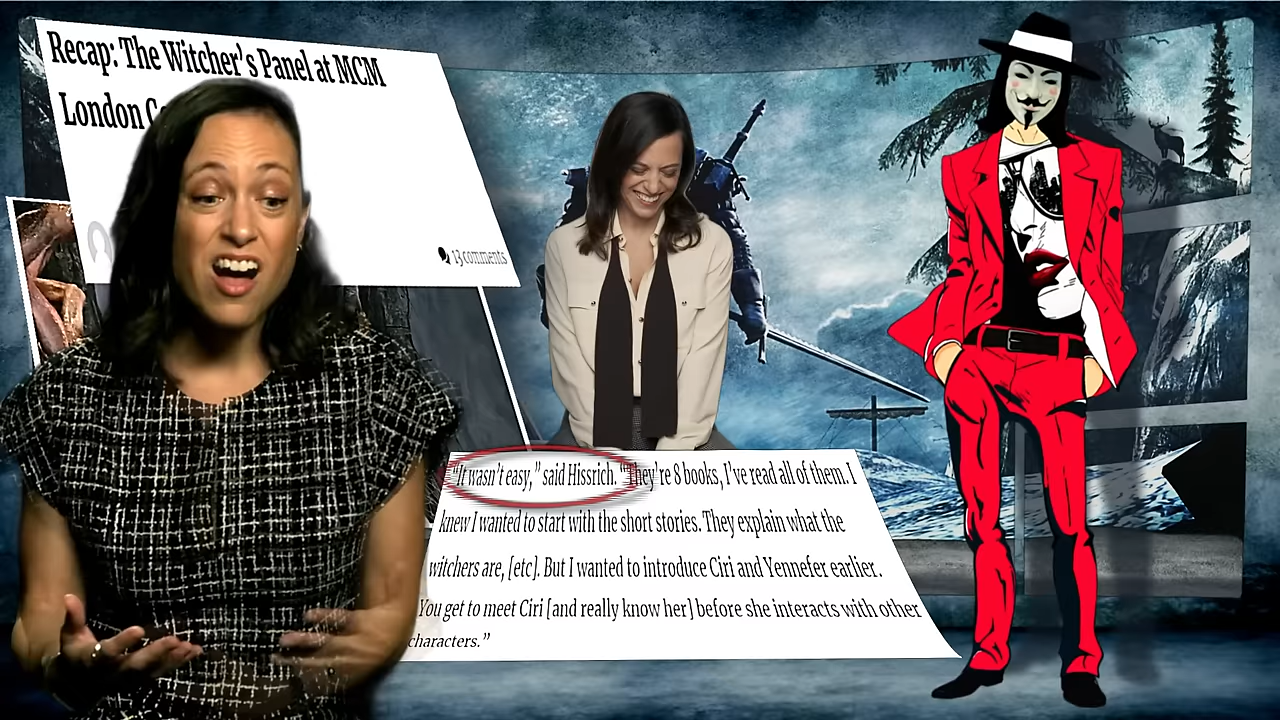 Recap: The Witcher's Panel at MCM
London Co
13 comments
"It wasn't easy," said Hissrich. "They're 8 books, I've read all of them. I
knew I wanted to start with the short stories. They explain what the
witchers are, [etc]. But I wanted to introduce Ciri and Yennefer earlier.
You get to meet Ciri [and really know her] before she interacts with other
characters."